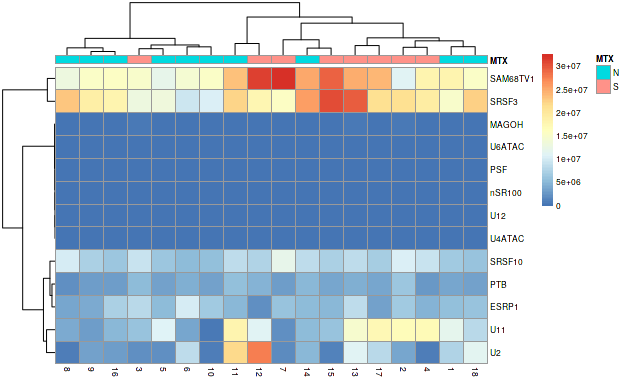 MTX
SAM68TV1
SRSF3
MAGOH
U6ATAC
PSF
nSR100
U12
U4ATAC
SRSF10
PTB
ESRP1
U11
U2
8 9 16 3 5 6 10 11 12 7 14 15 13 17 2 4 1 18
3e+07
2.5e+07
2e+07
1.5e+07
1e+07
5e+06
0
MTX
N
S